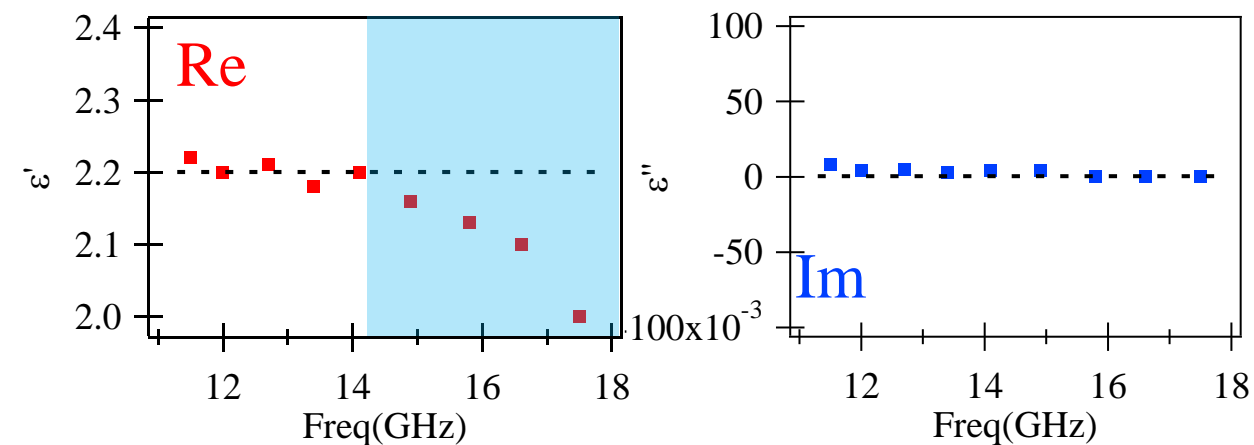 Re
ε'
2.4
2.3
2.2
2.1
2.0
12
14
16
18
Freq(GHz)
Im
ε''
100
50
0
-50
-100x10⁻³
12
14
16
18
Freq(GHz)